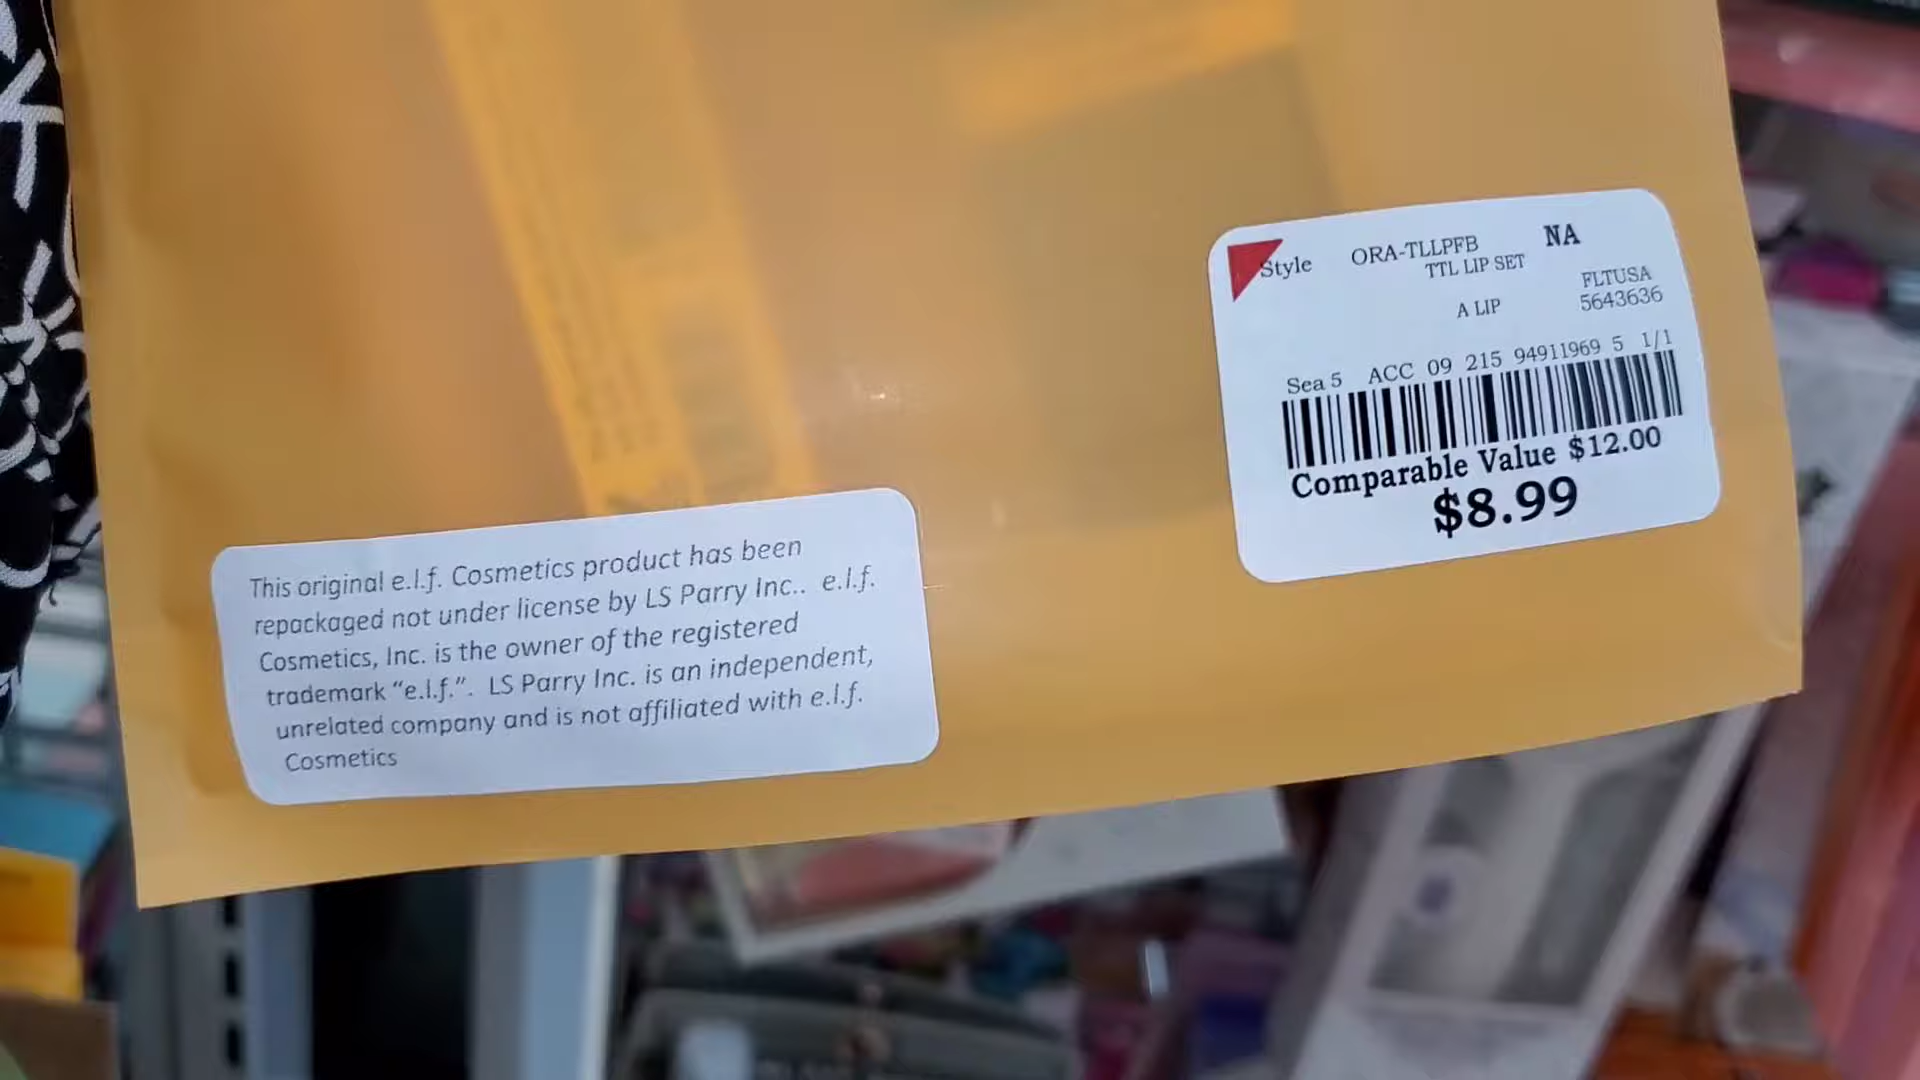 Style ORA-TLLPFB NA
TTL LIP SET
FLTUSA
A LIP 5643636
Sea 5 ACC 09 215 94911969 5 1/1
Comparable Value $12.00
$8.99
This original e.l.f. Cosmetics product has been
repackaged not under license by LS Parry Inc.. e.l.f.
Cosmetics, Inc. is the owner of the registered
trademark “e.l.f.”. LS Parry Inc. is an independent,
unrelated company and is not affiliated with e.l.f.
Cosmetics